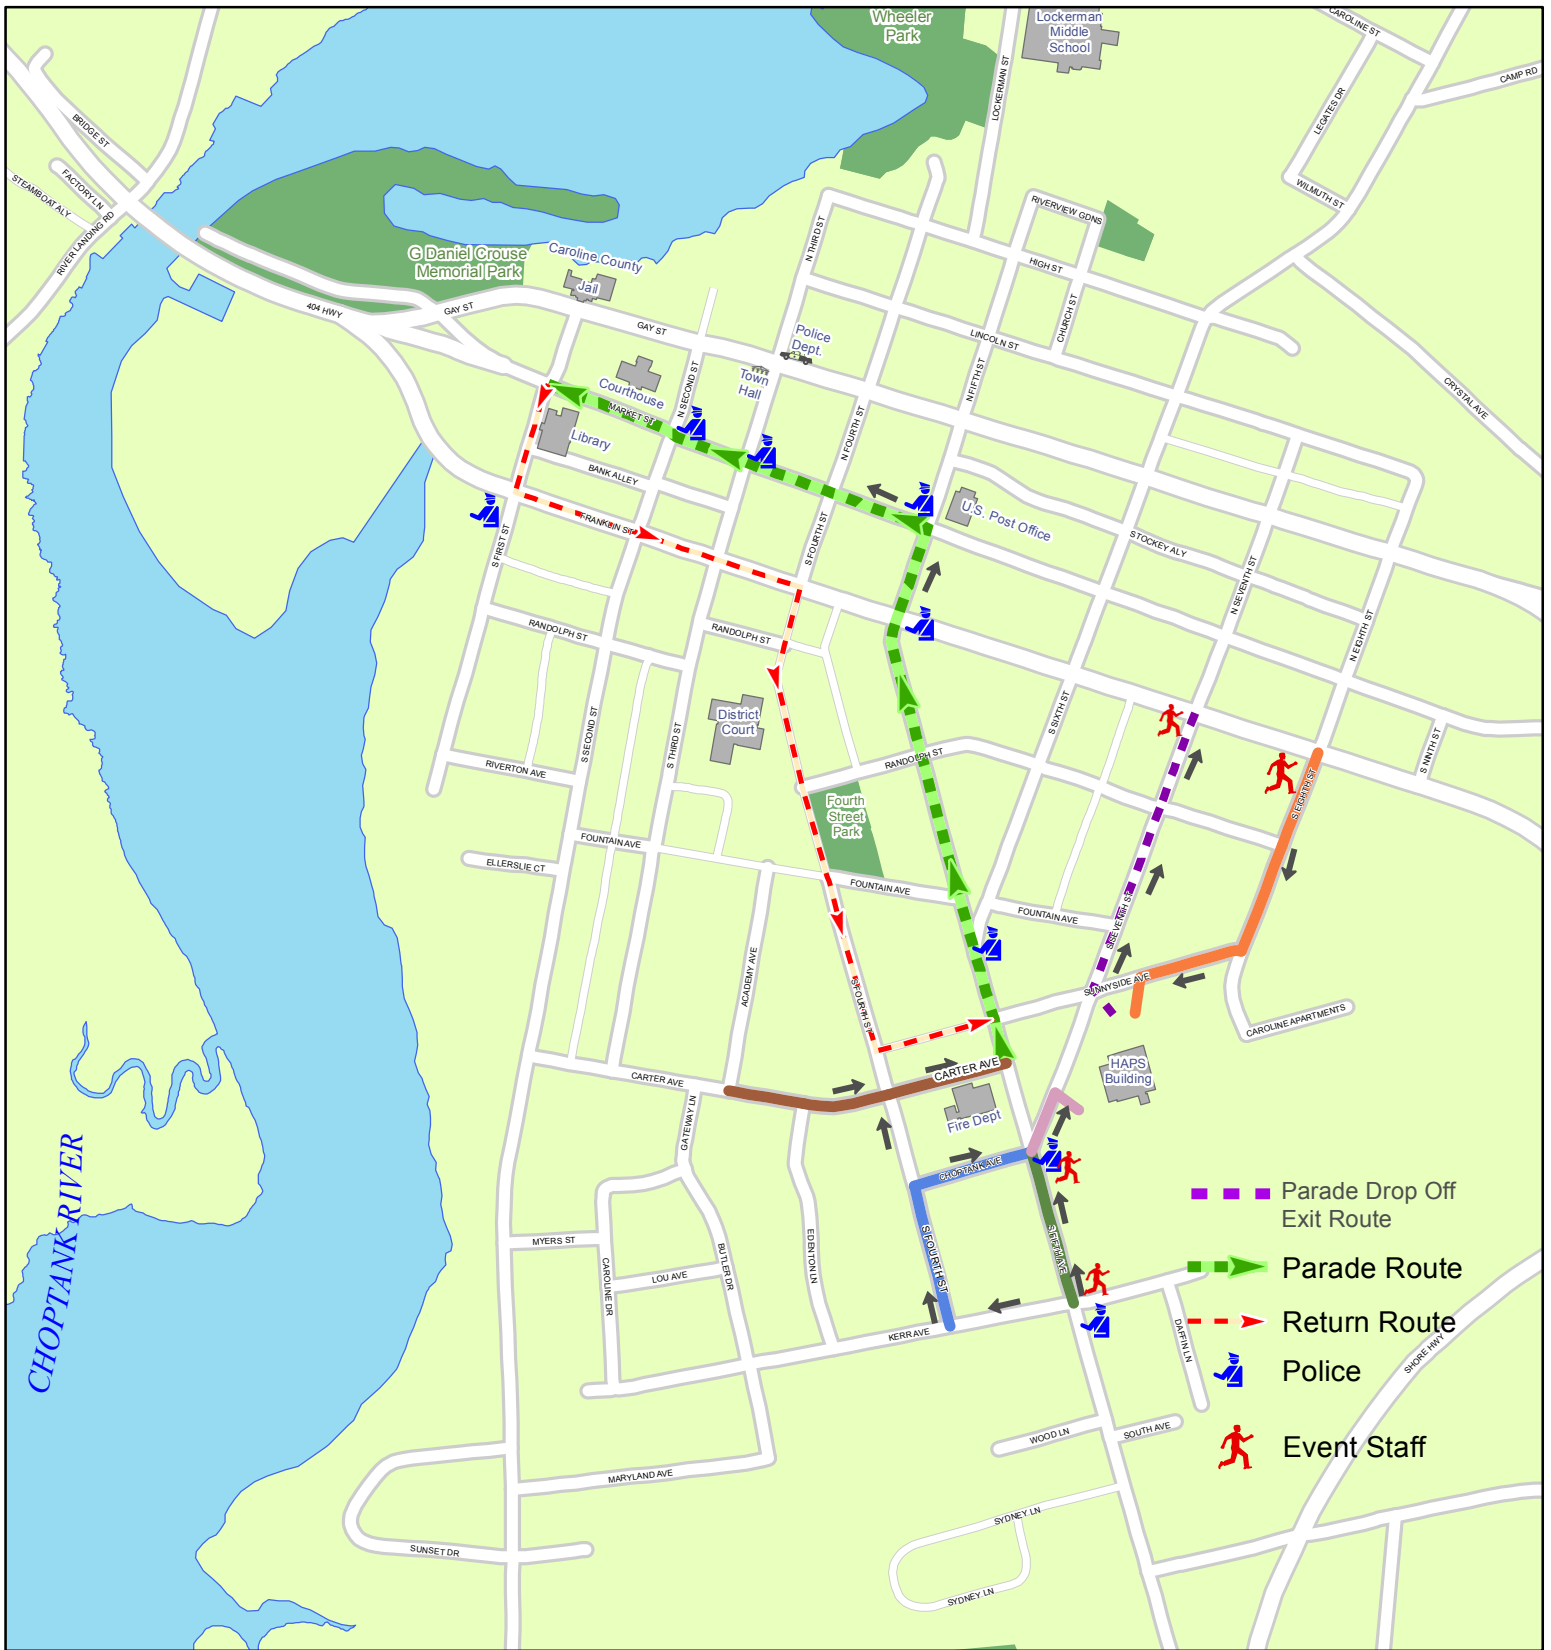 Wheeler
Park
Lockerman
Middle
School
CAROLINE ST
CAMP RD
LOCKERMAN ST
LEGATES DR
BRIDGE ST
FACTORY LN
STEAMBOAT ALY
RIVER LANDING RD
WILMUTH ST
RIVERVIEW GDNS
N THIRD ST
G Daniel Crouse
Memorial Park
Caroline County
Jail
HIGH ST
404 HWY
GAY ST
GAY ST
CHURCH ST
LINCOLN ST
Police
Dept.
Town
Hall
Courthouse
N SECOND ST
MARKET ST
N FIFTH ST
CRYSTAL AVE
N FOURTH ST
Library
BANK ALLEY
FRANKLIN ST
U.S. Post Office
S FIRST ST
S FOURTH ST
STOCKEY ALY
N SEVENTH ST
N EIGHTH ST
RANDOLPH ST
RANDOLPH ST
District
Court
S SIXTH ST
S SECOND ST
S THIRD ST
RIVERTON AVE
RANDOLPH ST
S NNTH ST
S EIGHTH ST
Fourth
Street
Park
FOUNTAIN AVE
ELLERSLIE CT
FOUNTAIN AVE
FOUNTAIN AVE
S SEVENTH ST
ACADEMY AVE
S FOURTH ST
SUNNYSIDE AVE
CAROLINE APARTMENTS
CARTER AVE
CARTER AVE
HAPS
Building
GATEWAY LN
Fire Dept
CHOPTANK AVE
CHOPTANK RIVER
MYERS ST
CAROLINE DR
LOU AVE
BUTLER DR
EDENTON LN
S FOURTH ST
S FIFTH AVE
KERR AVE
DAFFIN LN
SHORE HWY
Parade Drop Off
Exit Route
Parade Route
Return Route
Police
Event Staff
WOOD LN
SOUTH AVE
MARYLAND AVE
SUNSET DR
SYDNEY LN
SYDNEY LN